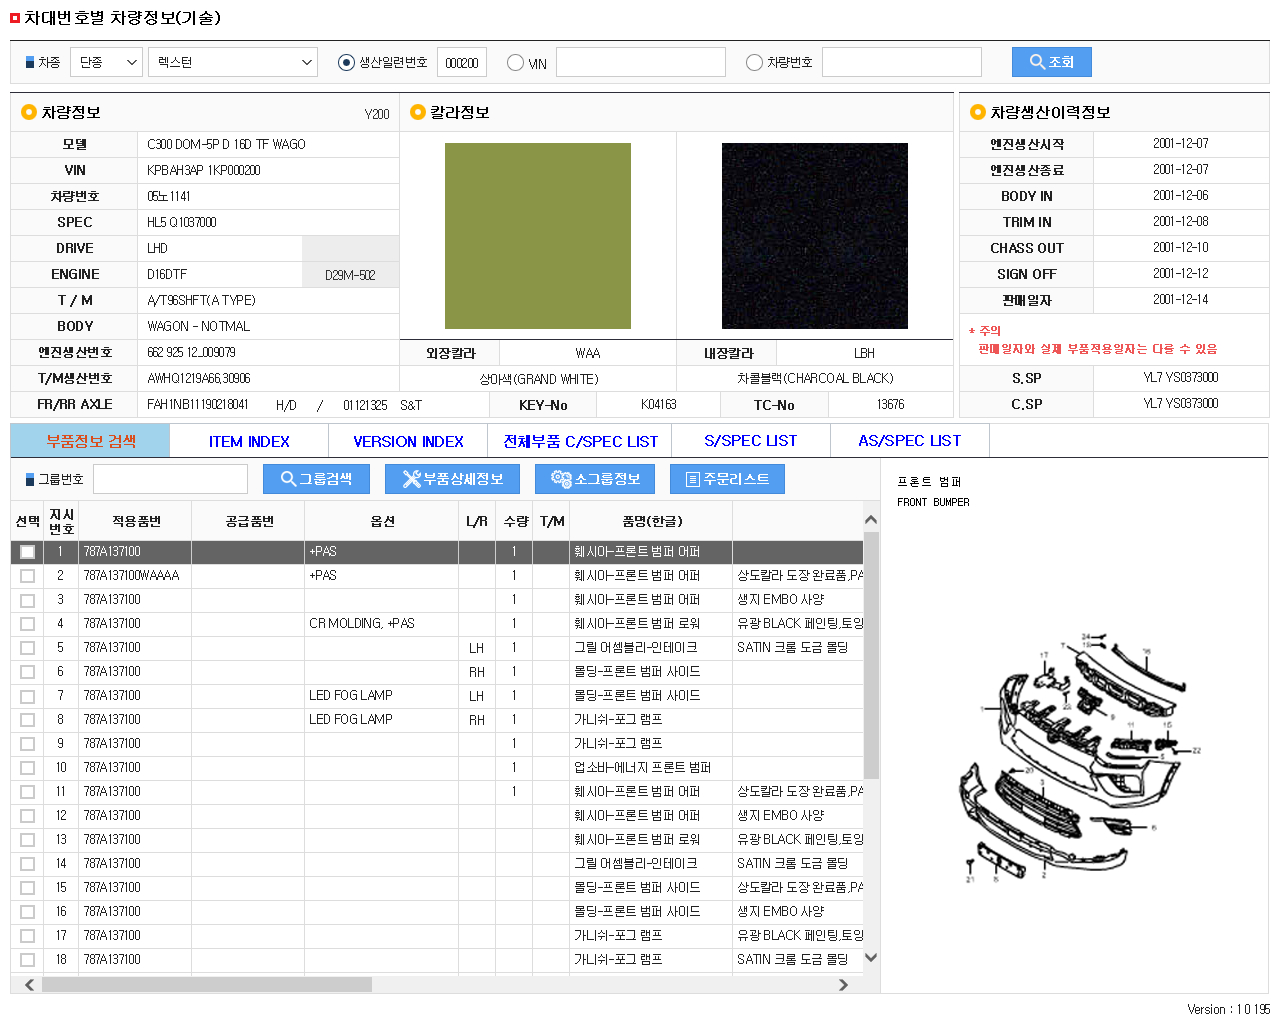 차대번호별 차량정보(기술)
차종 단종 렉스턴 생산일련번호 000200 VIN 차량번호 조회
차량정보 Y200
모델 C300 DOM-5P D 16D TF WAGO
VIN KPBAH3AP 1KP000200
차량번호 05노1141
SPEC HL5 Q1037000
DRIVE LHD
ENGINE D16DTF D29M-502
T / M A/T96SHFT(A TYPE)
BODY WAGON - NOTMAL
엔진생산번호 662 925 12_009079
T/M생산번호 AWHQ1219A66,30906
FR/RR AXLE FAH1NB11190218041 H/D / 01121325 S&T KEY-No K04163 TC-No 13676
칼라정보
외장칼라 WAA 내장칼라 LBH
상아색(GRAND WHITE) 차콜블랙(CHARCOAL BLACK)
차량생산이력정보
엔진생산시작 2001-12-07
엔진생산종료 2001-12-07
BODY IN 2001-12-06
TRIM IN 2001-12-08
CHASS OUT 2001-12-10
SIGN OFF 2001-12-12
판매일자 2001-12-14
* 주의
판매일자와 실제 부품적용일자는 다를 수 있음
S.SP YL7 YS0373000
C.SP YL7 YS0373000
부품정보 검색 ITEM INDEX VERSION INDEX 전체부품 C/SPEC LIST S/SPEC LIST AS/SPEC LIST
그룹번호 그룹검색 부품상세정보 소그룹정보 주문리스트
선택 지시번호 적용품번 공급품번 옵션 L/R 수량 T/M 품명(한글)
1 787A137100 +PAS 1 훼시아-프론트 범퍼 어퍼
2 787A137100WAAAA +PAS 1 훼시아-프론트 범퍼 어퍼 상도칼라 도장 완료품,PA
3 787A137100 1 훼시아-프론트 범퍼 어퍼 생지 EMBO 사양
4 787A137100 CR MOLDING, +PAS 1 훼시아-프론트 범퍼 로워 유광 BLACK 페인팅,토잉
5 787A137100 LH 1 그릴 어셈블리-인테이크 SATIN 크롬 도금 몰딩
6 787A137100 RH 1 몰딩-프론트 범퍼 사이드
7 787A137100 LED FOG LAMP LH 1 몰딩-프론트 범퍼 사이드
8 787A137100 LED FOG LAMP RH 1 가니쉬-포그 램프
9 787A137100 1 가니쉬-포그 램프
10 787A137100 1 업소바-에너지 프론트 범퍼
11 787A137100 1 훼시아-프론트 범퍼 어퍼 상도칼라 도장 완료품,PA
12 787A137100 훼시아-프론트 범퍼 어퍼 생지 EMBO 사양
13 787A137100 훼시아-프론트 범퍼 로워 유광 BLACK 페인팅,토잉
14 787A137100 그릴 어셈블리-인테이크 SATIN 크롬 도금 몰딩
15 787A137100 몰딩-프론트 범퍼 사이드 상도칼라 도장 완료품,PA
16 787A137100 몰딩-프론트 범퍼 사이드 생지 EMBO 사양
17 787A137100 가니쉬-포그 램프 유광 BLACK 페인팅,토잉
18 787A137100 가니쉬-포그 램프 SATIN 크롬 도금 몰딩
프론트 범퍼
FRONT BUMPER
24
7
17
16
23
9
1
11
15
22
5
20
3
6
21
8
2
Version : 1 0 195